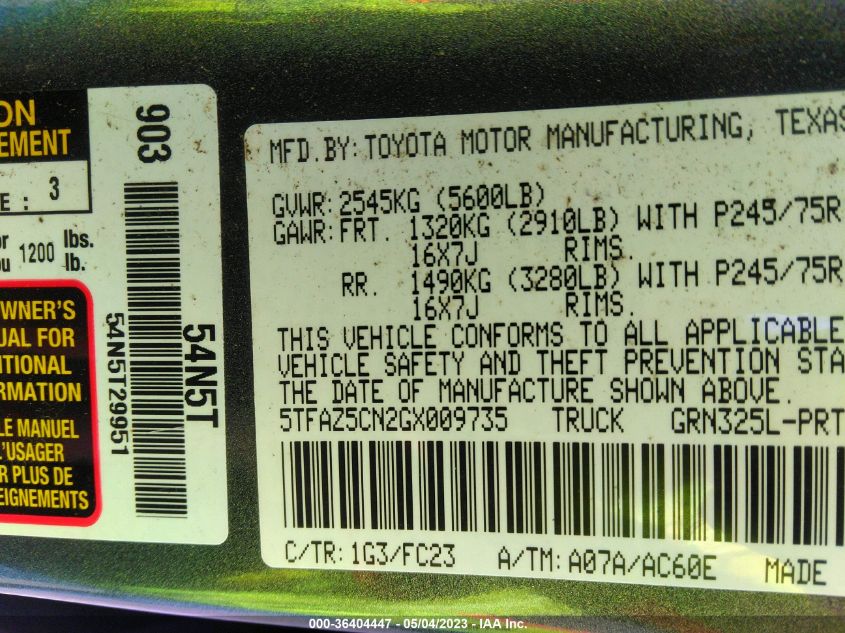 ON
EMENT
E : 3
or 1200 lbs.
ou lb.
OWNER'S
UAL FOR
ITIONAL
ORMATION
LE MANUEL
L'USAGER
R PLUS DE
EIGNEMENTS
903
54N5T29951
54N5T
MFD.BY: TOYOTA MOTOR MANUFACTURING, TEXAS
GVWR: 2545KG (5600LB)
GAWR: FRT. 1320KG (2910LB) WITH P245/75R
16X7J RIMS.
RR. 1490KG (3280LB) WITH P245/75R
16X7J RIMS.
THIS VEHICLE CONFORMS TO ALL APPLICABLE
VEHICLE SAFETY AND THEFT PREVENTION STA
THE DATE OF MANUFACTURE SHOWN ABOVE.
5TFAZ5CN2GX009735 TRUCK GRN325L-PRT
C/TR: 1G3/FC23 A/TM: A07A/AC60E MADE
000-36404447 - 05/04/2023 - IAA Inc.